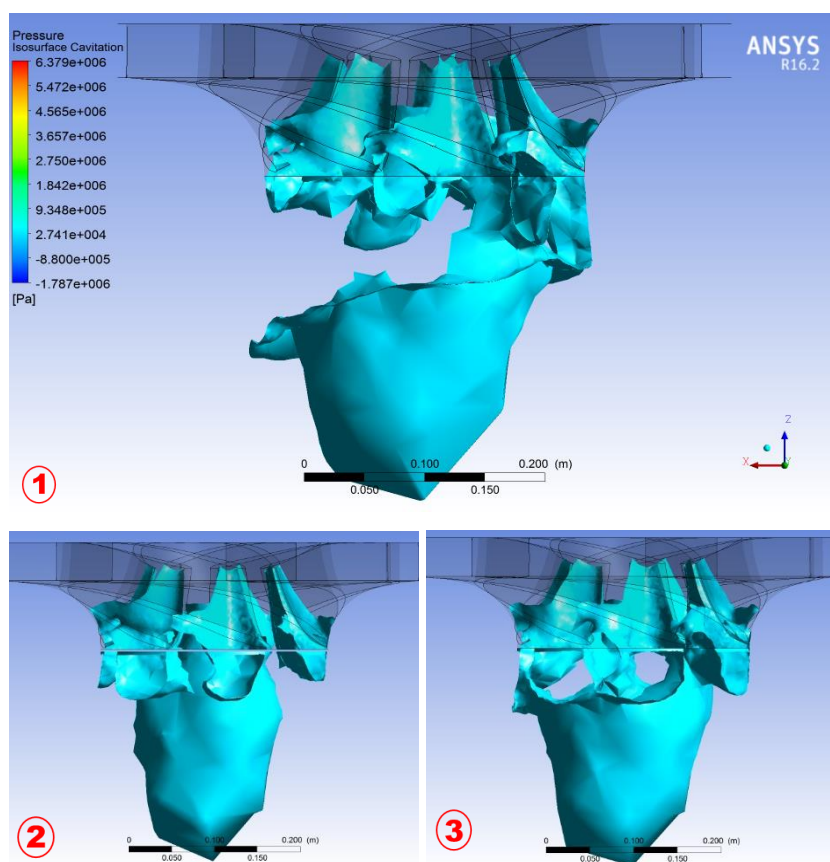 Pressure
Isosurface Cavitation
6.379e+006
5.472e+006
4.565e+006
3.657e+006
2.750e+006
1.842e+006
9.348e+005
2.741e+004
-8.800e+005
-1.787e+006
[Pa]
ANSYS
R16.2
Z
X
Y
0 0.100 0.200 (m)
0.050 0.150
1
0 0.100 0.200 (m)
0.050 0.150
2
0 0.100 0.200 (m)
0.050 0.150
3